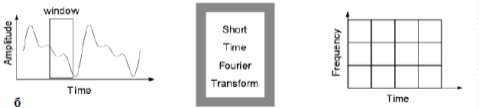 window
Amplitude
Time
б
Short
Time
Fourier
Transform
Frequency
Time